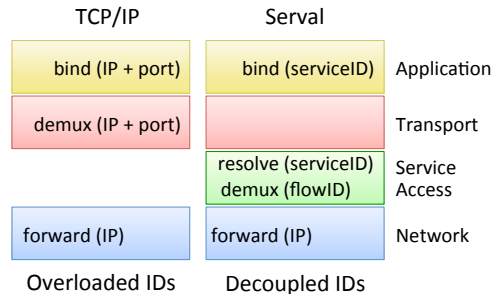 TCP/IP Serval
bind (IP + port) bind (serviceID) Application
demux (IP + port) Transport
resolve (serviceID) Service
demux (flowID) Access
forward (IP) forward (IP) Network
Overloaded IDs Decoupled IDs